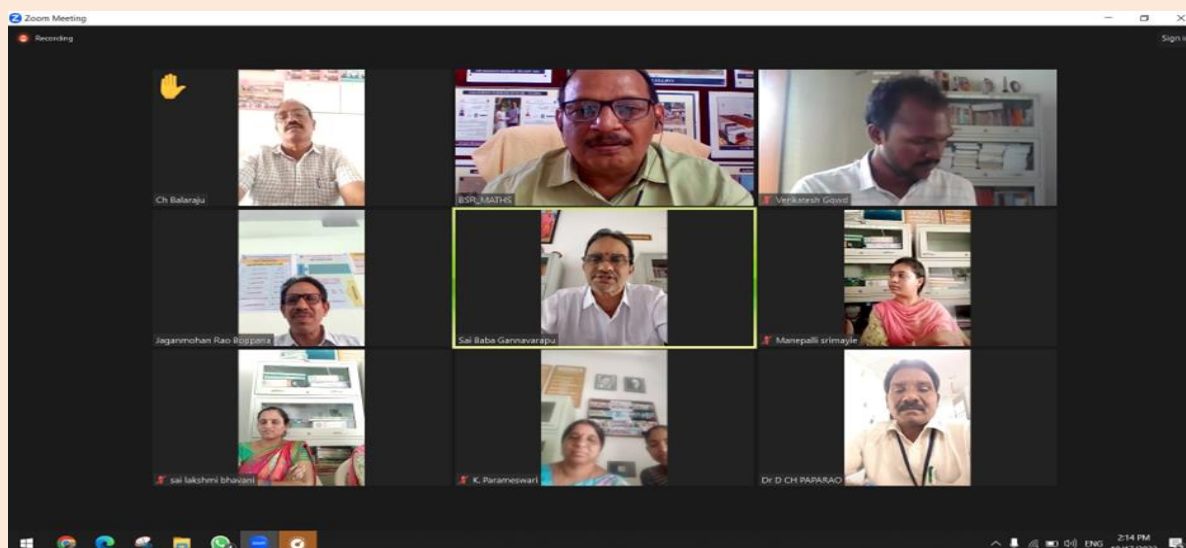 Zoom Meeting
Recording
Sign in
Ch Balaraju
BSR_MATHS
Venkatesh Gowd
Jaganmohan Rao Boppana
Sai Baba Gannavarapu
Manepalli srimayie
sai lakshmi bhavani
K. Parameswari
Dr D CH PAPARAO
ENG
2:14 PM